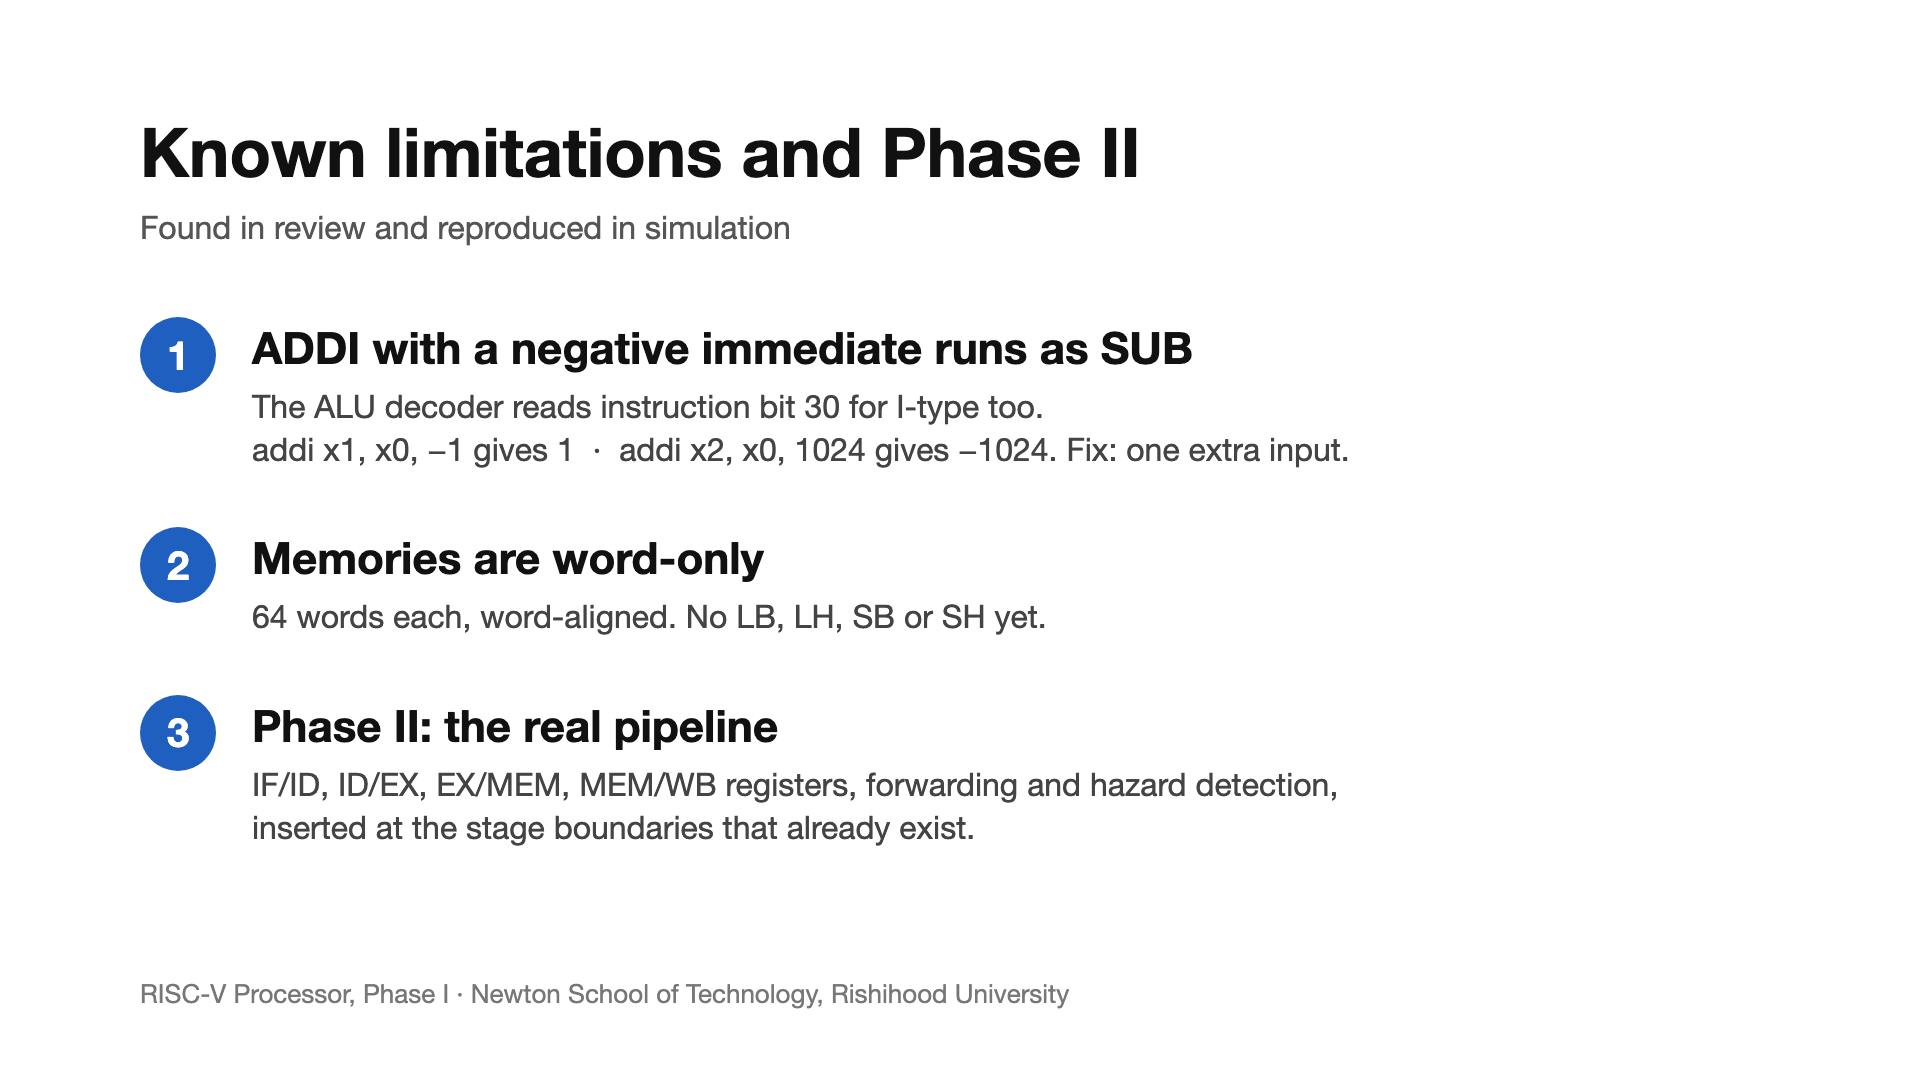 Known limitations and Phase II
Found in review and reproduced in simulation
1
ADDI with a negative immediate runs as SUB
The ALU decoder reads instruction bit 30 for I-type too.
addi x1, x0, −1 gives 1 · addi x2, x0, 1024 gives −1024. Fix: one extra input.
2
Memories are word-only
64 words each, word-aligned. No LB, LH, SB or SH yet.
3
Phase II: the real pipeline
IF/ID, ID/EX, EX/MEM, MEM/WB registers, forwarding and hazard detection,
inserted at the stage boundaries that already exist.
RISC-V Processor, Phase I · Newton School of Technology, Rishihood University